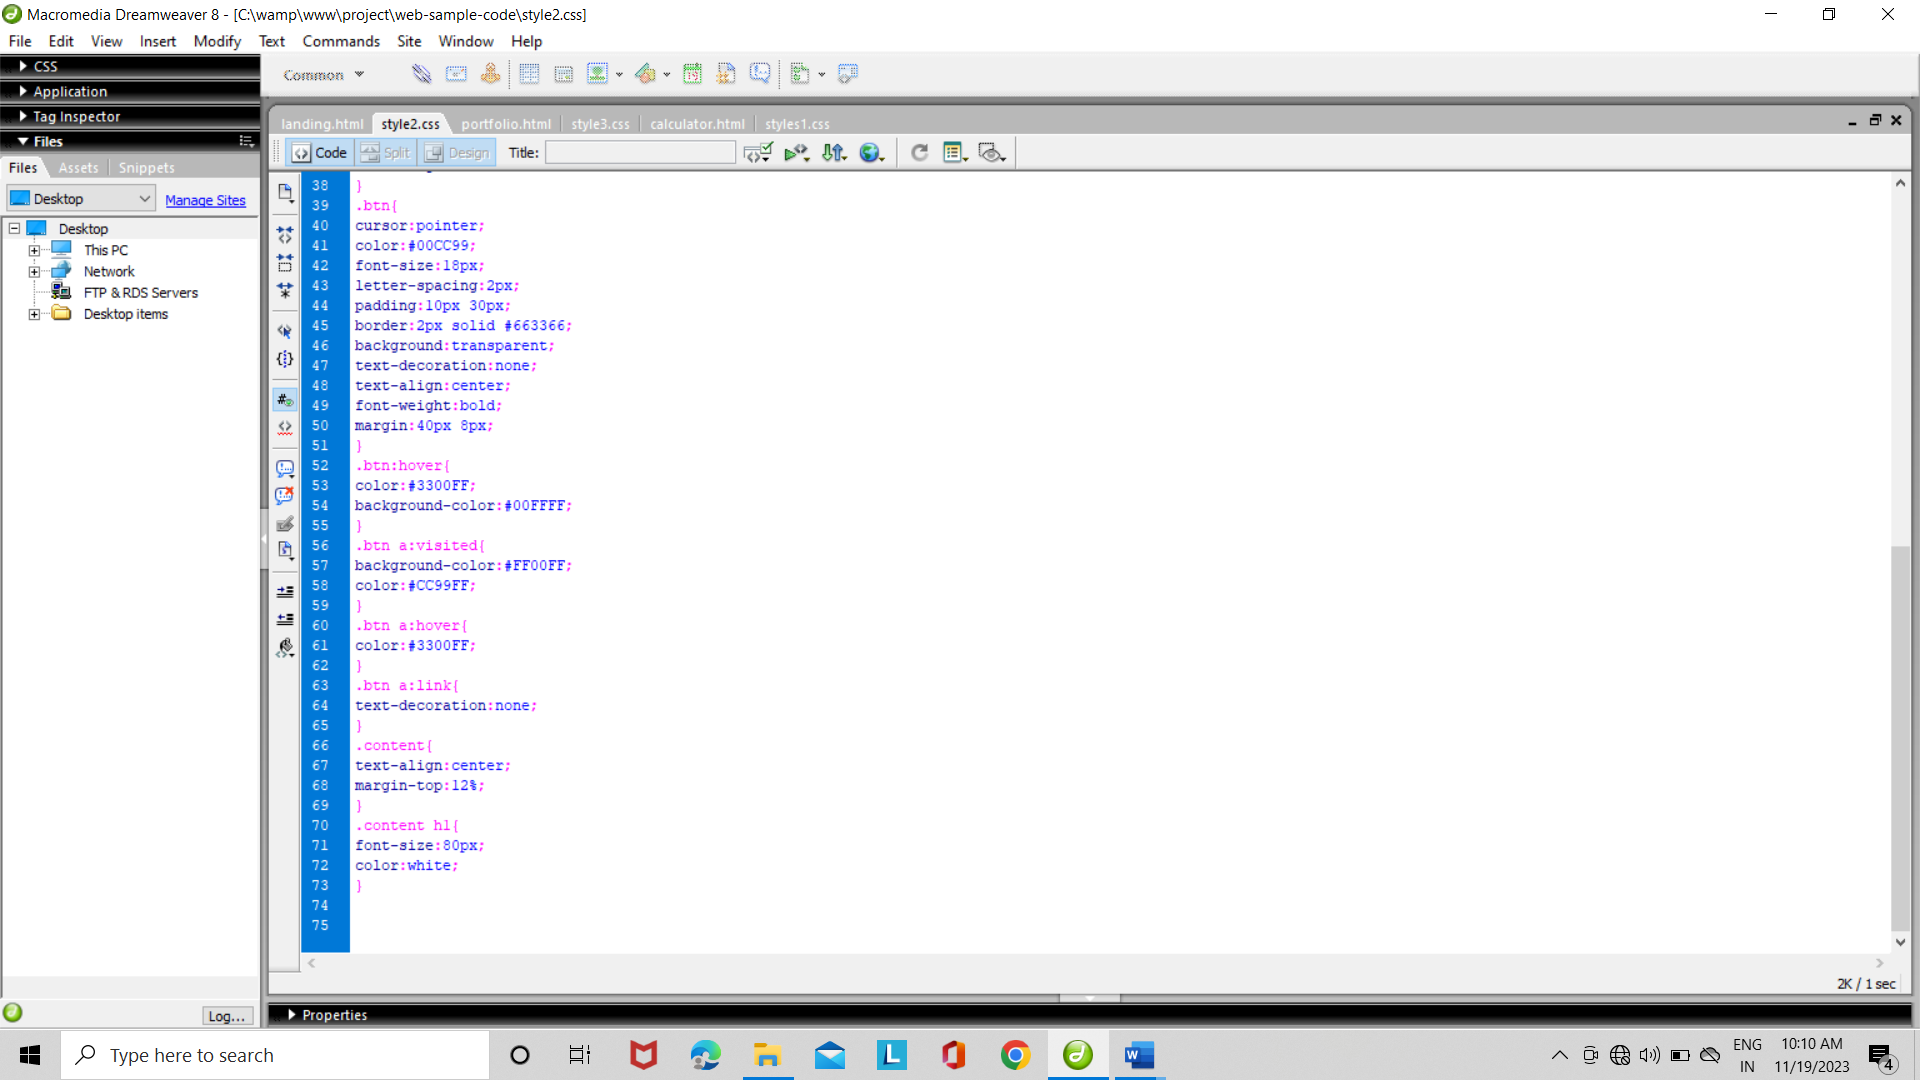 Macromedia Dreamweaver 8 - [C:\wamp\www\project\web-sample-code\style2.css]
File Edit View Insert Modify Text Commands Site Window Help
CSS
Application
Tag Inspector
Files
Files Assets Snippets
Desktop Manage Sites
Desktop
This PC
Network
FTP & RDS Servers
Desktop items
Log...
Common
landing.html style2.css portfolio.html style3.css calculator.html styles1.css
Code Split Design Title:
38 }
39 .btn{
40 cursor:pointer;
41 color:#00CC99;
42 font-size:18px;
43 letter-spacing:2px;
44 padding:10px 30px;
45 border:2px solid #663366;
46 background:transparent;
47 text-decoration:none;
48 text-align:center;
49 font-weight:bold;
50 margin:40px 8px;
51 }
52 .btn:hover{
53 color:#3300FF;
54 background-color:#00FFFF;
55 }
56 .btn a:visited{
57 background-color:#FF00FF;
58 color:#CC99FF;
59 }
60 .btn a:hover{
61 color:#3300FF;
62 }
63 .btn a:link{
64 text-decoration:none;
65 }
66 .content{
67 text-align:center;
68 margin-top:12%;
69 }
70 .content h1{
71 font-size:80px;
72 color:white;
73 }
74
75
2K / 1 sec
Properties
Type here to search
ENG
IN
10:10 AM
11/19/2023
4